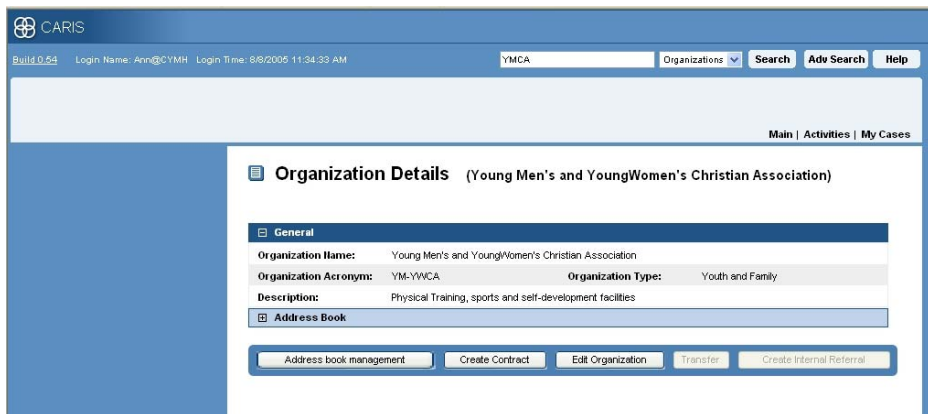 CARIS
Build 0.54 Login Name: Ann@CYMH Login Time: 8/8/2005 11:34:33 AM YMCA Organizations Search Adv Search Help
Main | Activities | My Cases
Organization Details (Young Men's and YoungWomen's Christian Association)
General
Organization Name: Young Men's and YoungWomen's Christian Association
Organization Acronym: YM-YWCA Organization Type: Youth and Family
Description: Physical Training, sports and self-development facilities
Address Book
Address book management Create Contract Edit Organization Transfer Create Internal Referral